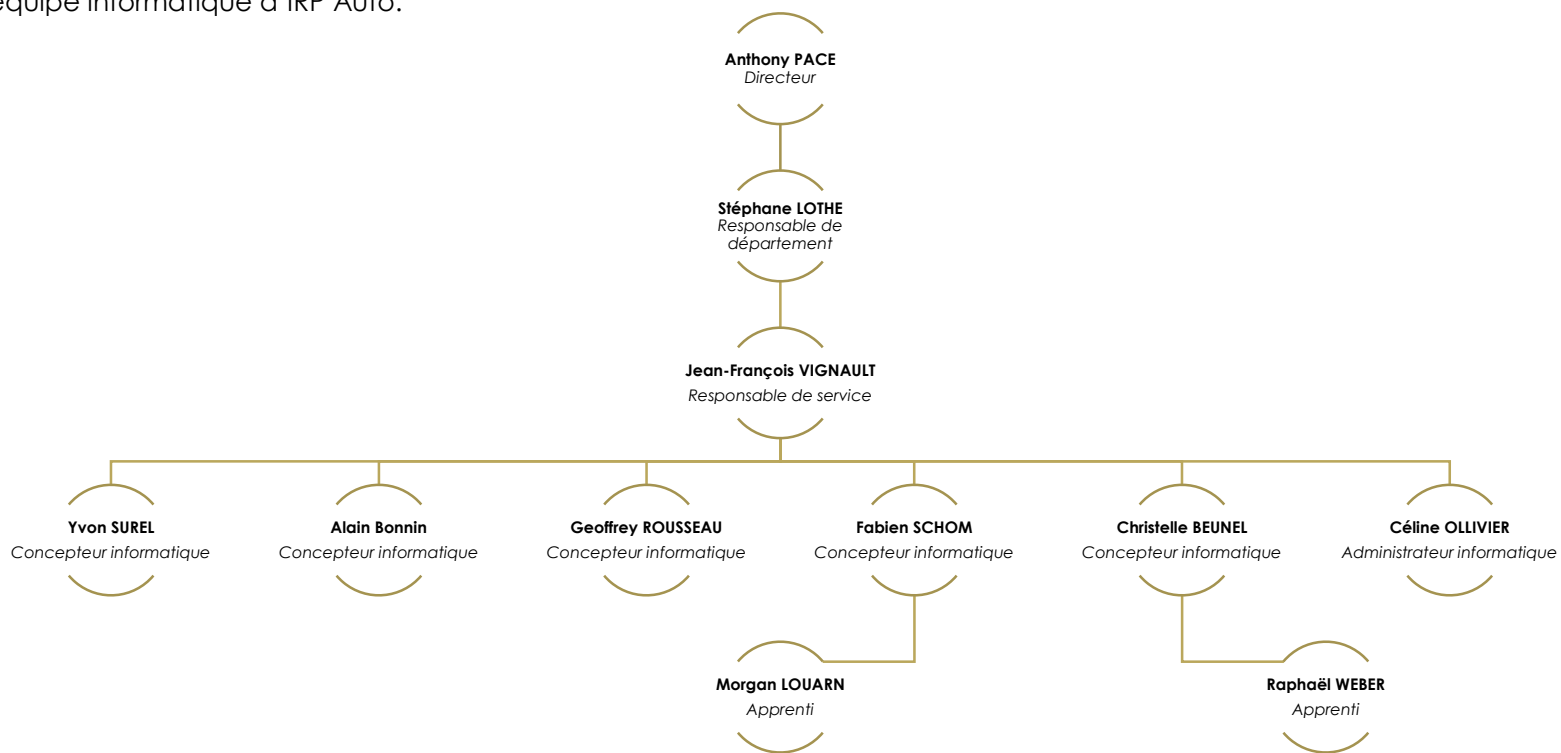 équipe informatique d'IRP Auto.
Anthony PACE
Directeur
Stéphane LOTHE
Responsable de
département
Jean-François VIGNAULT
Responsable de service
Yvon SUREL
Concepteur informatique
Alain Bonnin
Concepteur informatique
Geoffrey ROUSSEAU
Concepteur informatique
Fabien SCHOM
Concepteur informatique
Christelle BEUNEL
Concepteur informatique
Céline OLLIVIER
Administrateur informatique
Morgan LOUARN
Apprenti
Raphaël WEBER
Apprenti